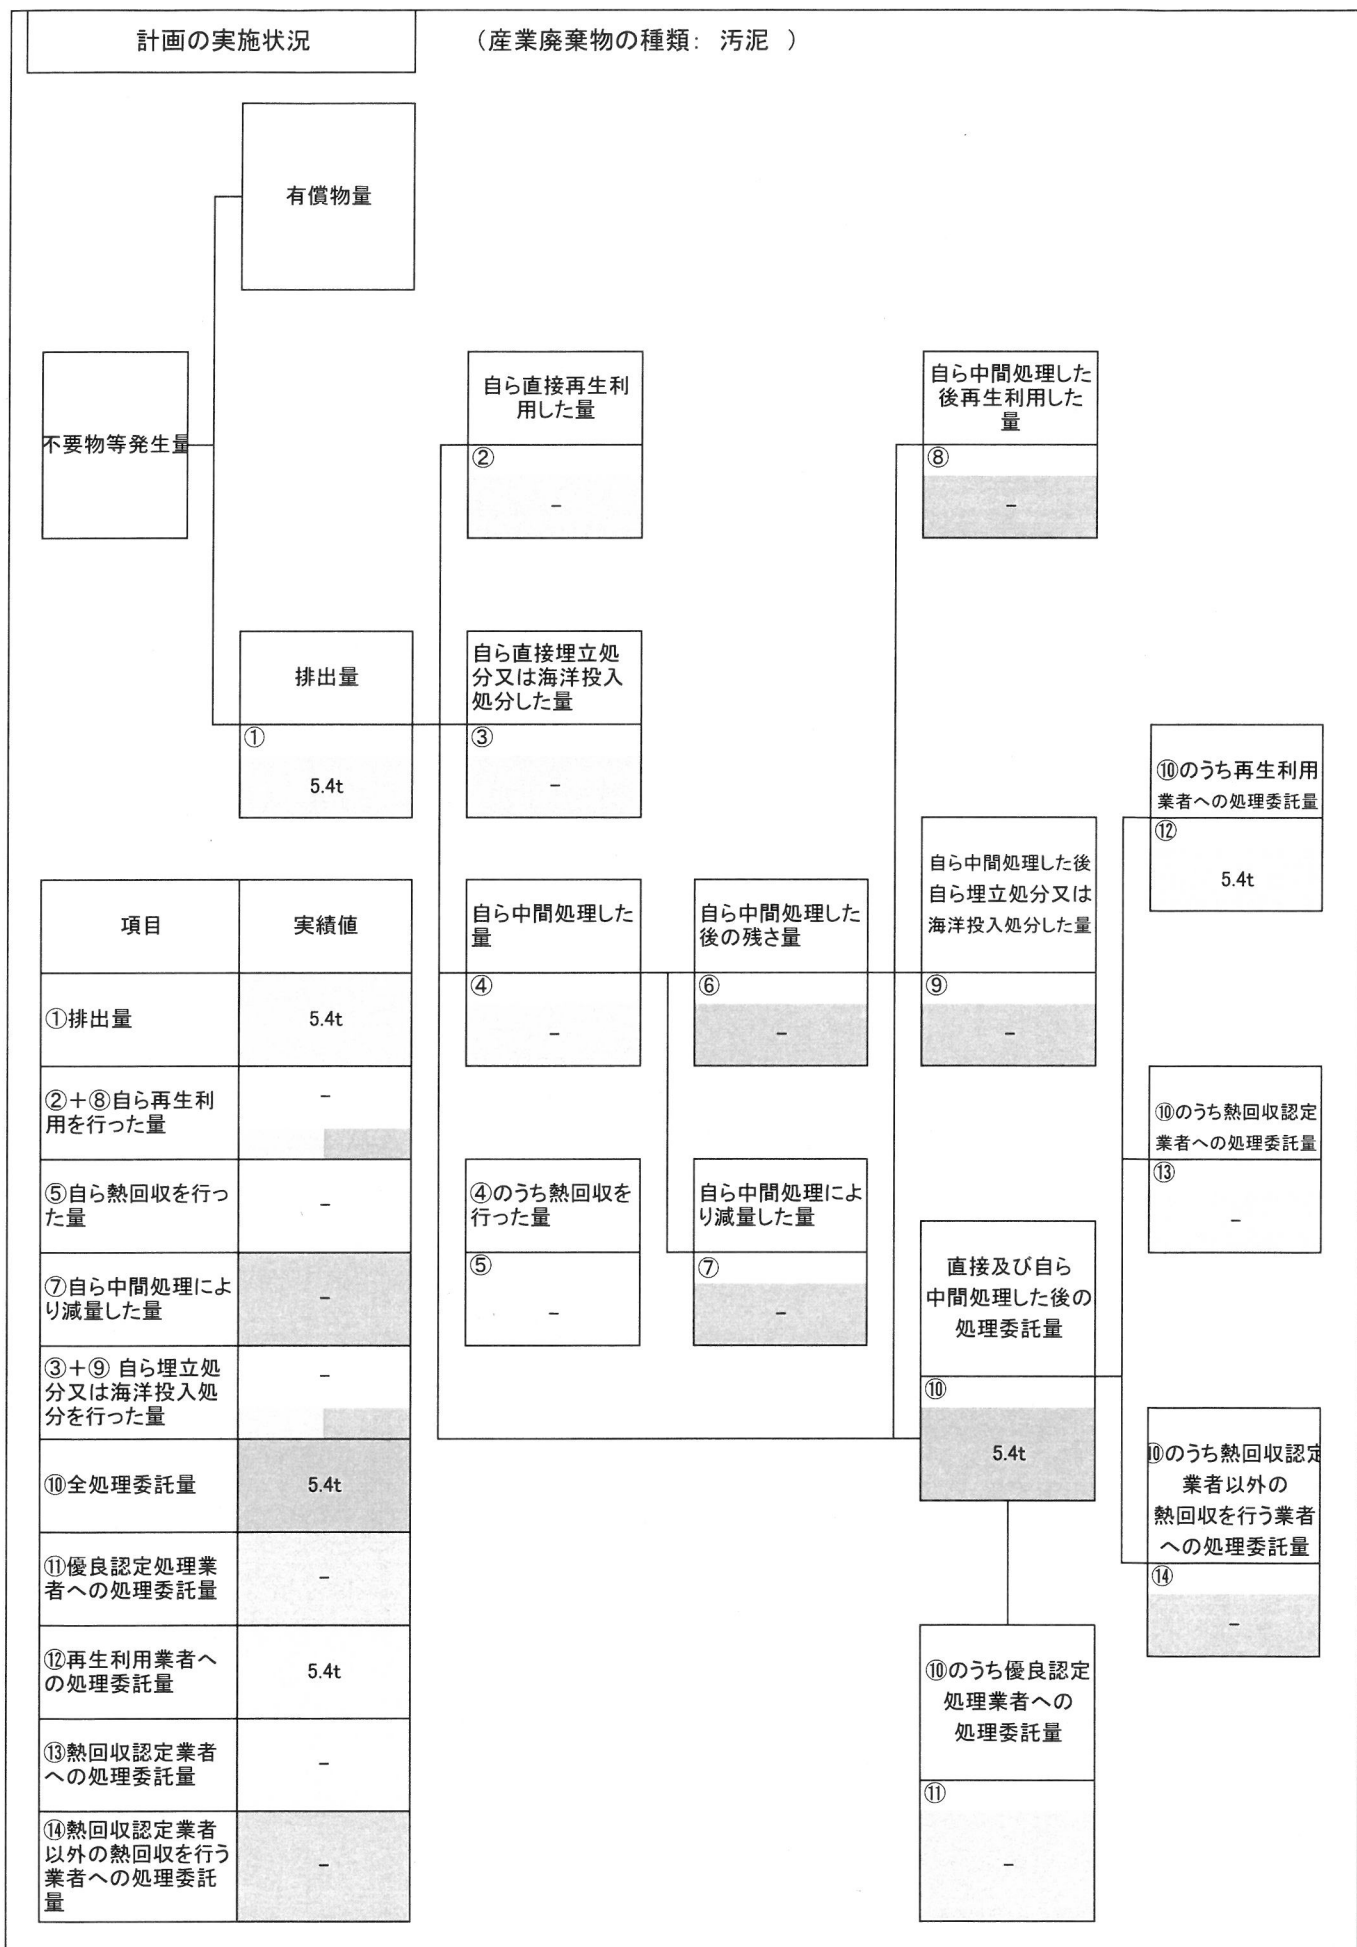 計画の実施状況
（産業廃棄物の種類： 汚泥 ）
有償物量
不要物等発生量
自ら直接再生利
用した量
②
－
自ら中間処理した
後再生利用した
量
⑧
－
排出量
①
5.4t
自ら直接埋立処
分又は海洋投入
処分した量
③
－
⑩のうち再生利用
業者への処理委託量
⑫
5.4t
自ら中間処理した
量
④
－
自ら中間処理した
後の残さ量
⑥
－
自ら中間処理した後
自ら埋立処分又は
海洋投入処分した量
⑨
－
⑩のうち熱回収認定
業者への処理委託量
⑬
－
④のうち熱回収を
行った量
⑤
－
自ら中間処理によ
り減量した量
⑦
－
直接及び自ら
中間処理した後の
処理委託量
⑩
5.4t
⑩のうち熱回収認定
業者以外の
熱回収を行う業者
への処理委託量
⑭
－
⑩のうち優良認定
処理業者への
処理委託量
⑪
－
項目
実績値
①排出量
5.4t
②＋⑧自ら再生利
用を行った量
－
⑤自ら熱回収を行っ
た量
－
⑦自ら中間処理によ
り減量した量
－
③＋⑨ 自ら埋立処
分又は海洋投入処
分を行った量
－
⑩全処理委託量
5.4t
⑪優良認定処理業
者への処理委託量
－
⑫再生利用業者へ
の処理委託量
5.4t
⑬熱回収認定業者
への処理委託量
－
⑭熱回収認定業者
以外の熱回収を行う
業者への処理委託
量
－